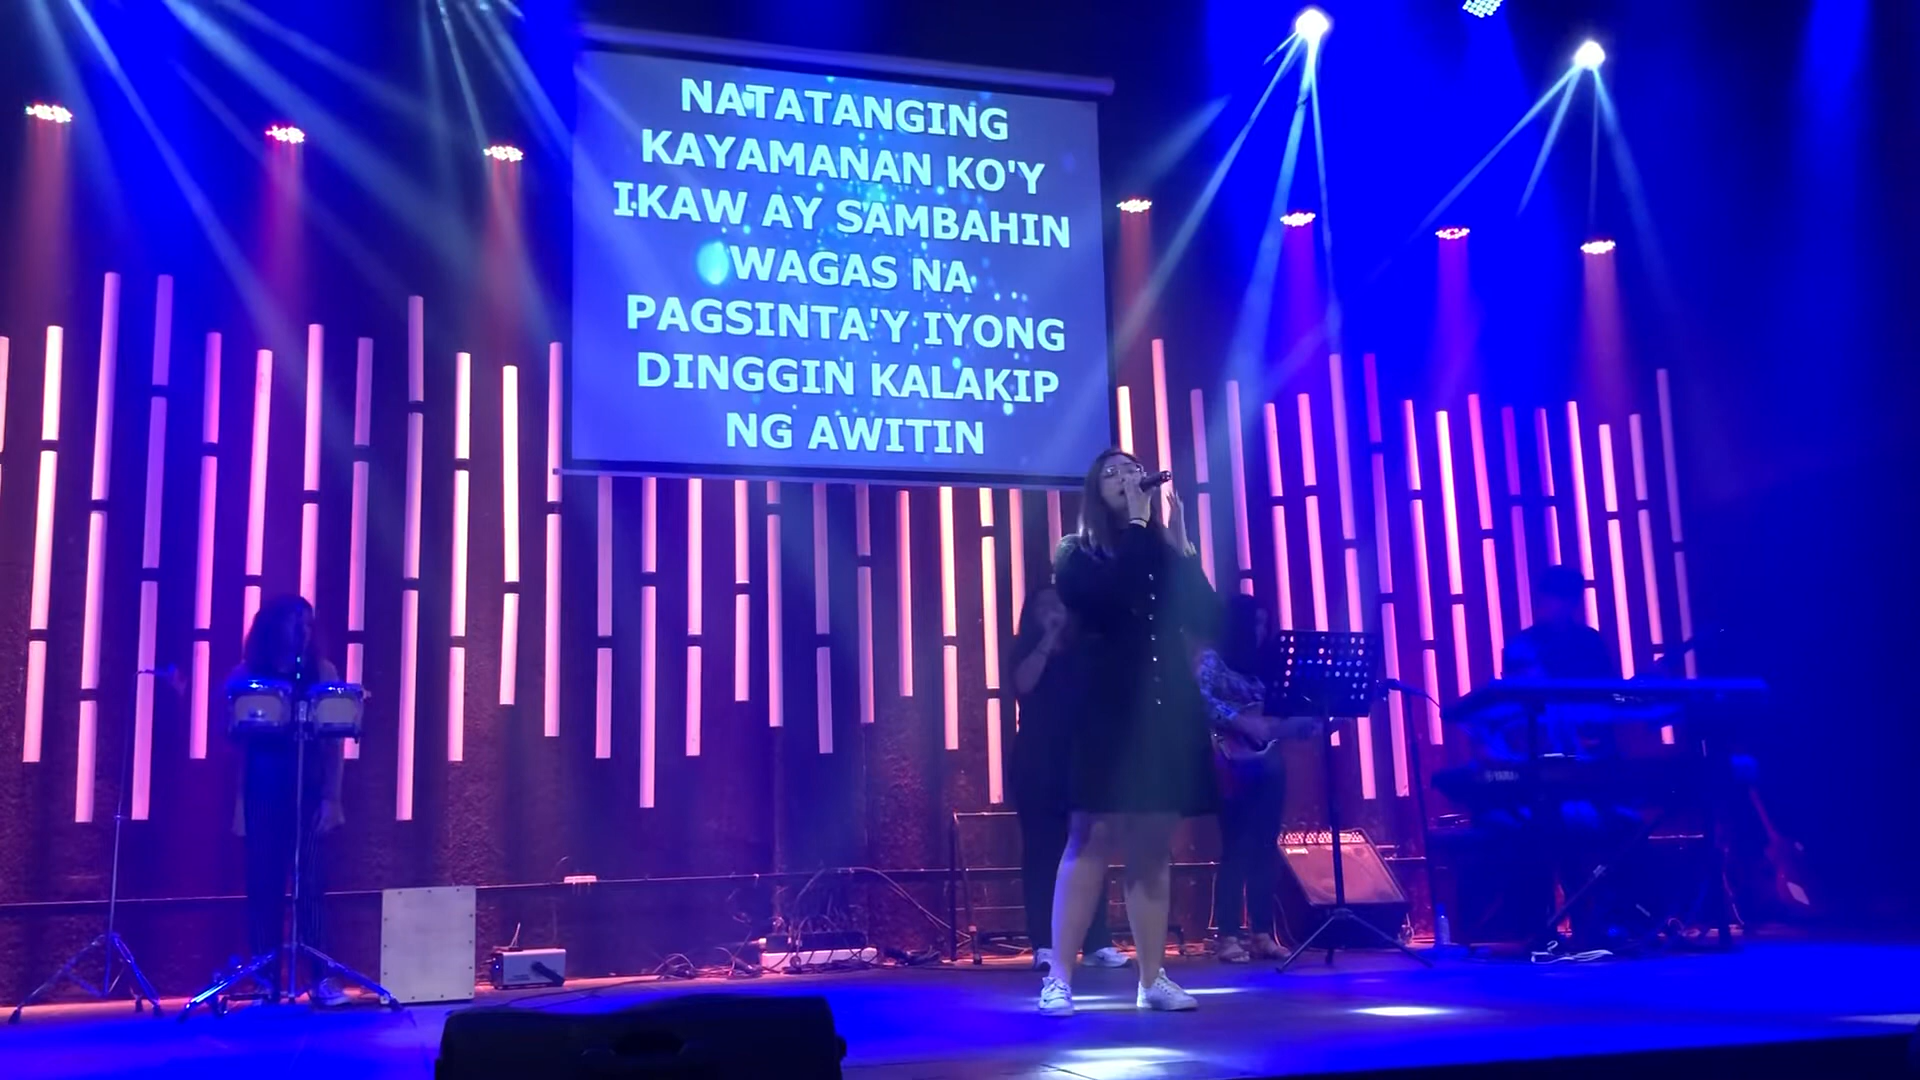 NATATANGING
KAYAMANAN KO'Y
IKAW AY SAMBAHIN
WAGAS NA
PAGSINTA'Y IYONG
DINGGIN KALAKIP
NG AWITIN